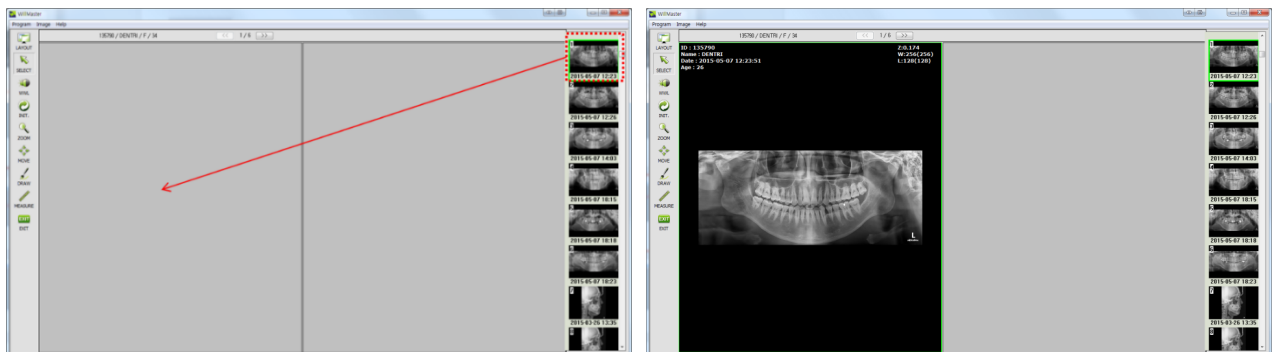 WillMaster
Program Image Help
135790 / DENTRI / F / 34
<< 1 / 6 >>
LAYOUT
SELECT
WWL
INIT.
ZOOM
MOVE
DRAW
MEASURE
EXIT
EXIT
1
2015-05-07 12:23
2015-05-07 12:26
2015-05-07 14:03
2015-05-07 18:15
2015-05-07 18:18
2015-05-07 18:23
2015-03-26 13:35
WillMaster
Program Image Help
135790 / DENTRI / F / 34
<< 1 / 6 >>
LAYOUT
SELECT
WWL
INIT.
ZOOM
MOVE
DRAW
MEASURE
EXIT
EXIT
ID : 135790
Name : DENTRI
Date : 2015-05-07 12:23:51
Age : 26
Z:0.174
W:256(256)
L:128(128)
L
1
2015-05-07 12:23
2015-05-07 12:26
2015-05-07 14:03
2015-05-07 18:15
2015-05-07 18:18
2015-05-07 18:23
2015-03-26 13:35